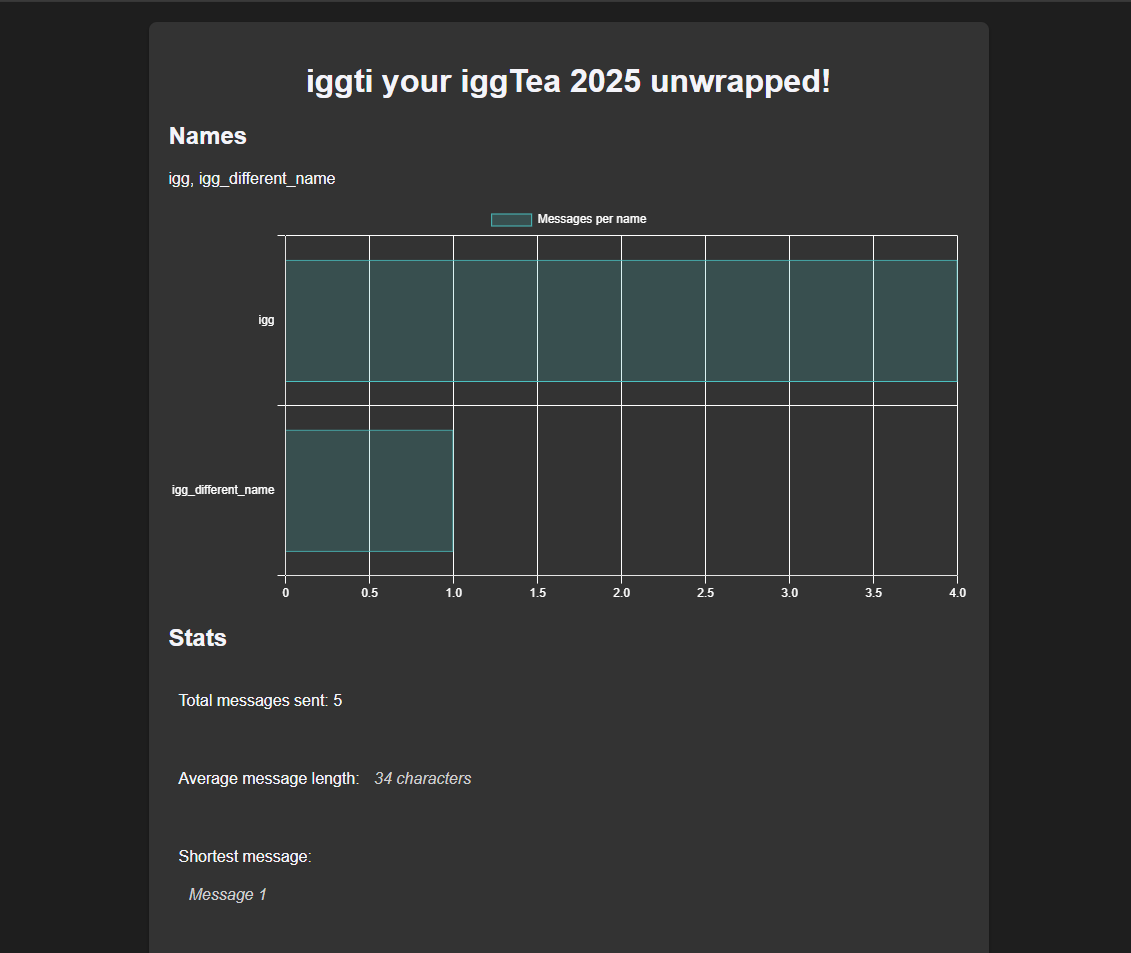 iggti your iggTea 2025 unwrapped!
Names
igg, igg_different_name
Messages per name
igg
igg_different_name
0 0.5 1.0 1.5 2.0 2.5 3.0 3.5 4.0
Stats
Total messages sent: 5
Average message length: 34 characters
Shortest message:
Message 1